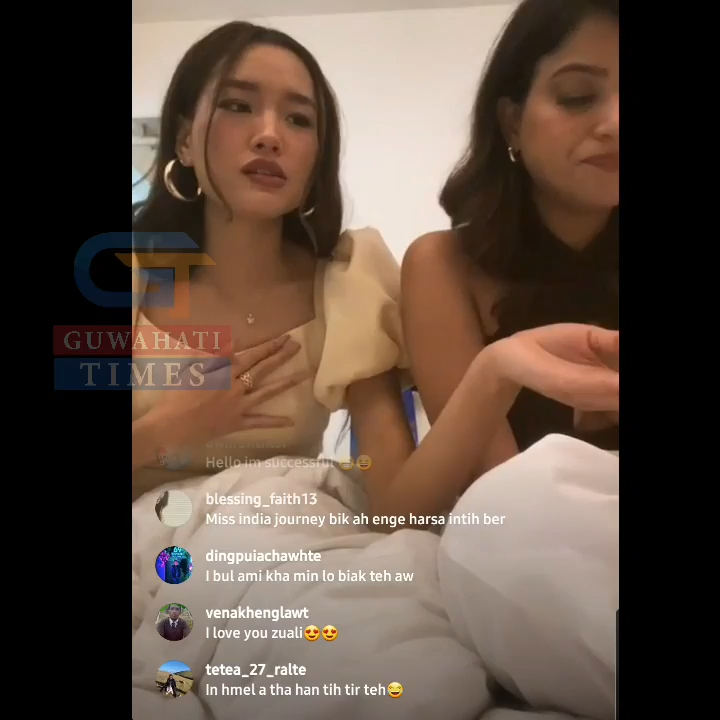 GT
GUWAHATI
TIMES
Hello im successful 😂😆
blessing_faith13
Miss india journey bik ah enge harsa intih ber
dingpuiachawhte
I bul ami kha min lo biak teh aw
venakhenglawt
I love you zuali😍😍
tetea_27_ralte
In hmel a tha han tih tir teh😂